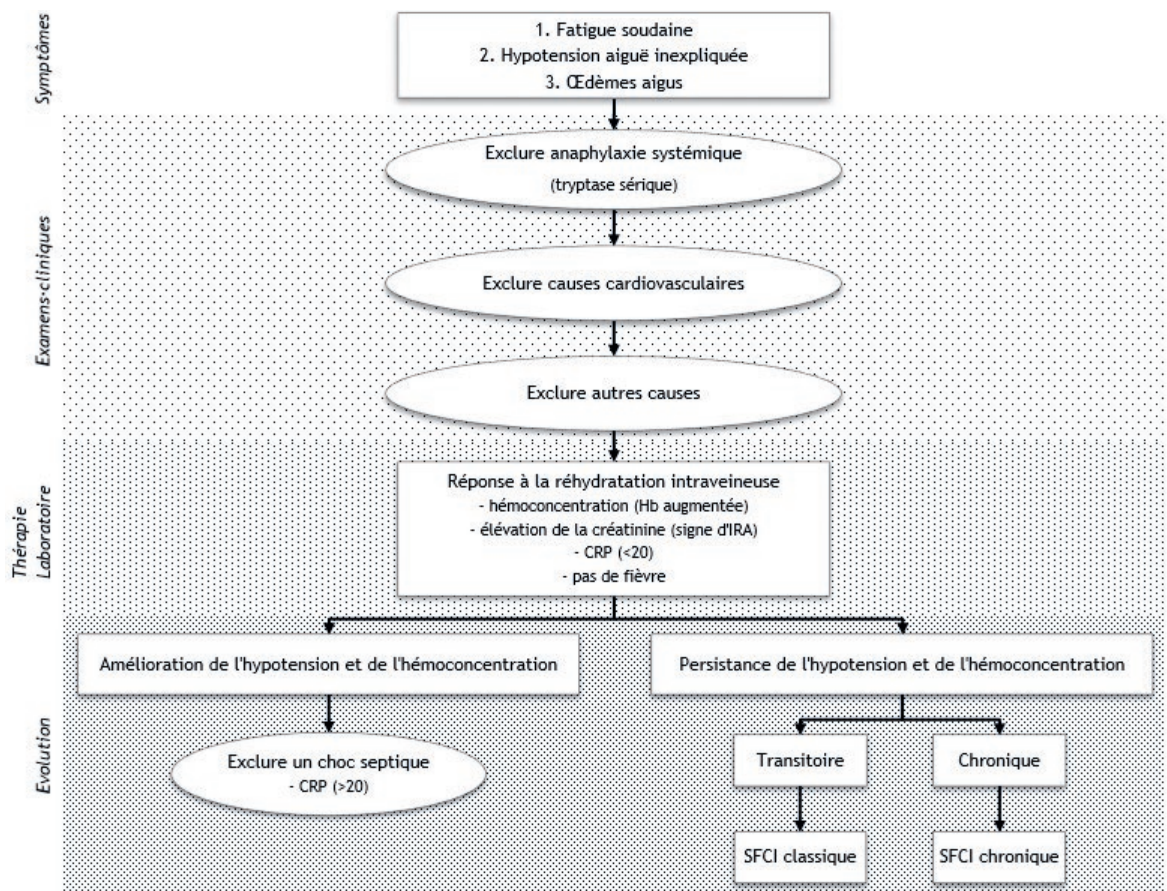 Symptômes
1. Fatigue soudaine
2. Hypotension aiguë inexpliquée
3. Œdèmes aigus
Examens-cliniques
Exclure anaphylaxie systémique
(tryptase sérique)
Exclure causes cardiovasculaires
Exclure autres causes
Thérapie
Laboratoire
Réponse à la réhydratation intraveineuse
- hémoconcentration (Hb augmentée)
- élévation de la créatinine (signe d'IRA)
- CRP (<20)
- pas de fièvre
Evolution
Amélioration de l'hypotension et de l'hémoconcentration
Persistance de l'hypotension et de l'hémoconcentration
Exclure un choc septique
- CRP (>20)
Transitoire
Chronique
SFCI classique
SFCI chronique